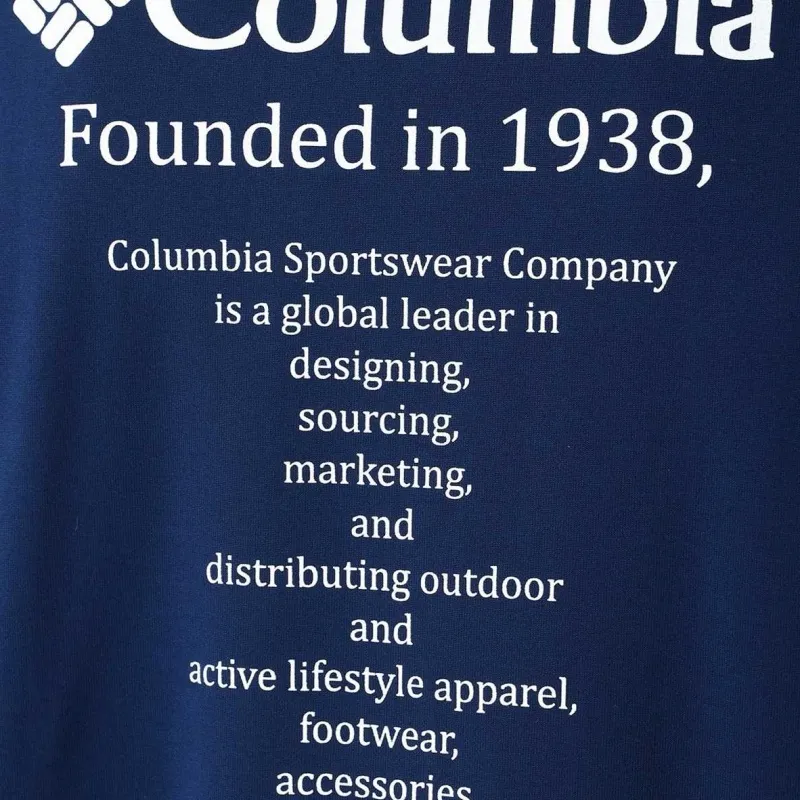 Columbia
Founded in 1938,
Columbia Sportswear Company
is a global leader in
designing,
sourcing,
marketing,
and
distributing outdoor
and
active lifestyle apparel,
footwear,
accessories